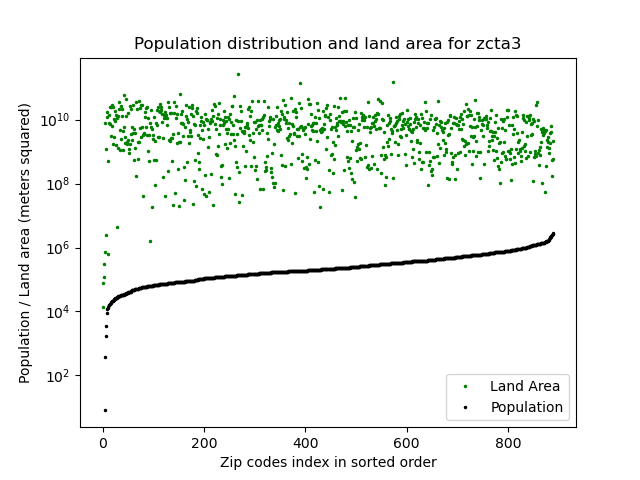 Population distribution and land area for zcta3
Population / Land area (meters squared)
10^10
10^8
10^6
10^4
10^2
0 200 400 600 800
Zip codes index in sorted order
Land Area
Population